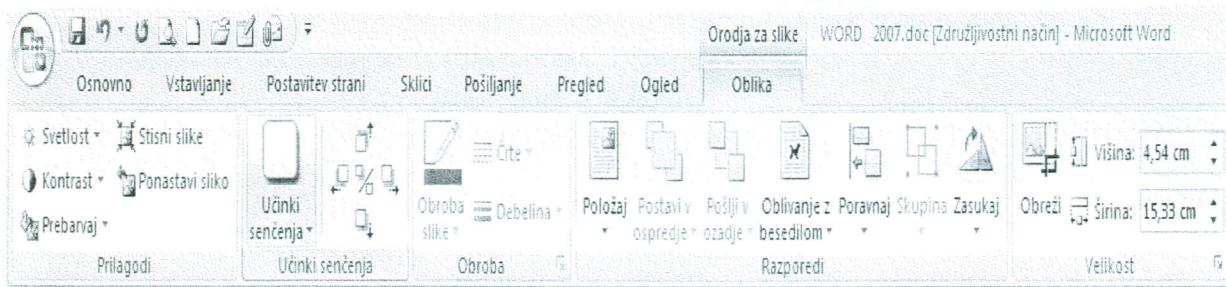 Orodja za slike WORD 2007.doc [Združljivostni način] - Microsoft Word
Osnovno Vstavljanje Postavitev strani Sklici Pošiljanje Pregled Ogled Oblika
Svetlost Stisni slike
Kontrast Ponastavi sliko
Prebarvaj
Prilagodi
Učinki
senčenja
Učinki senčenja
Obroba
slike
Črte
Debelina
Obroba
Položaj
Postavi v
ospredje
Pošlji v
ozadje
Oblivanje z
besedilom
Poravnaj
Skupina
Zasukaj
Razporedi
Obreži
Višina: 4,54 cm
Širina: 15,33 cm
Velikost